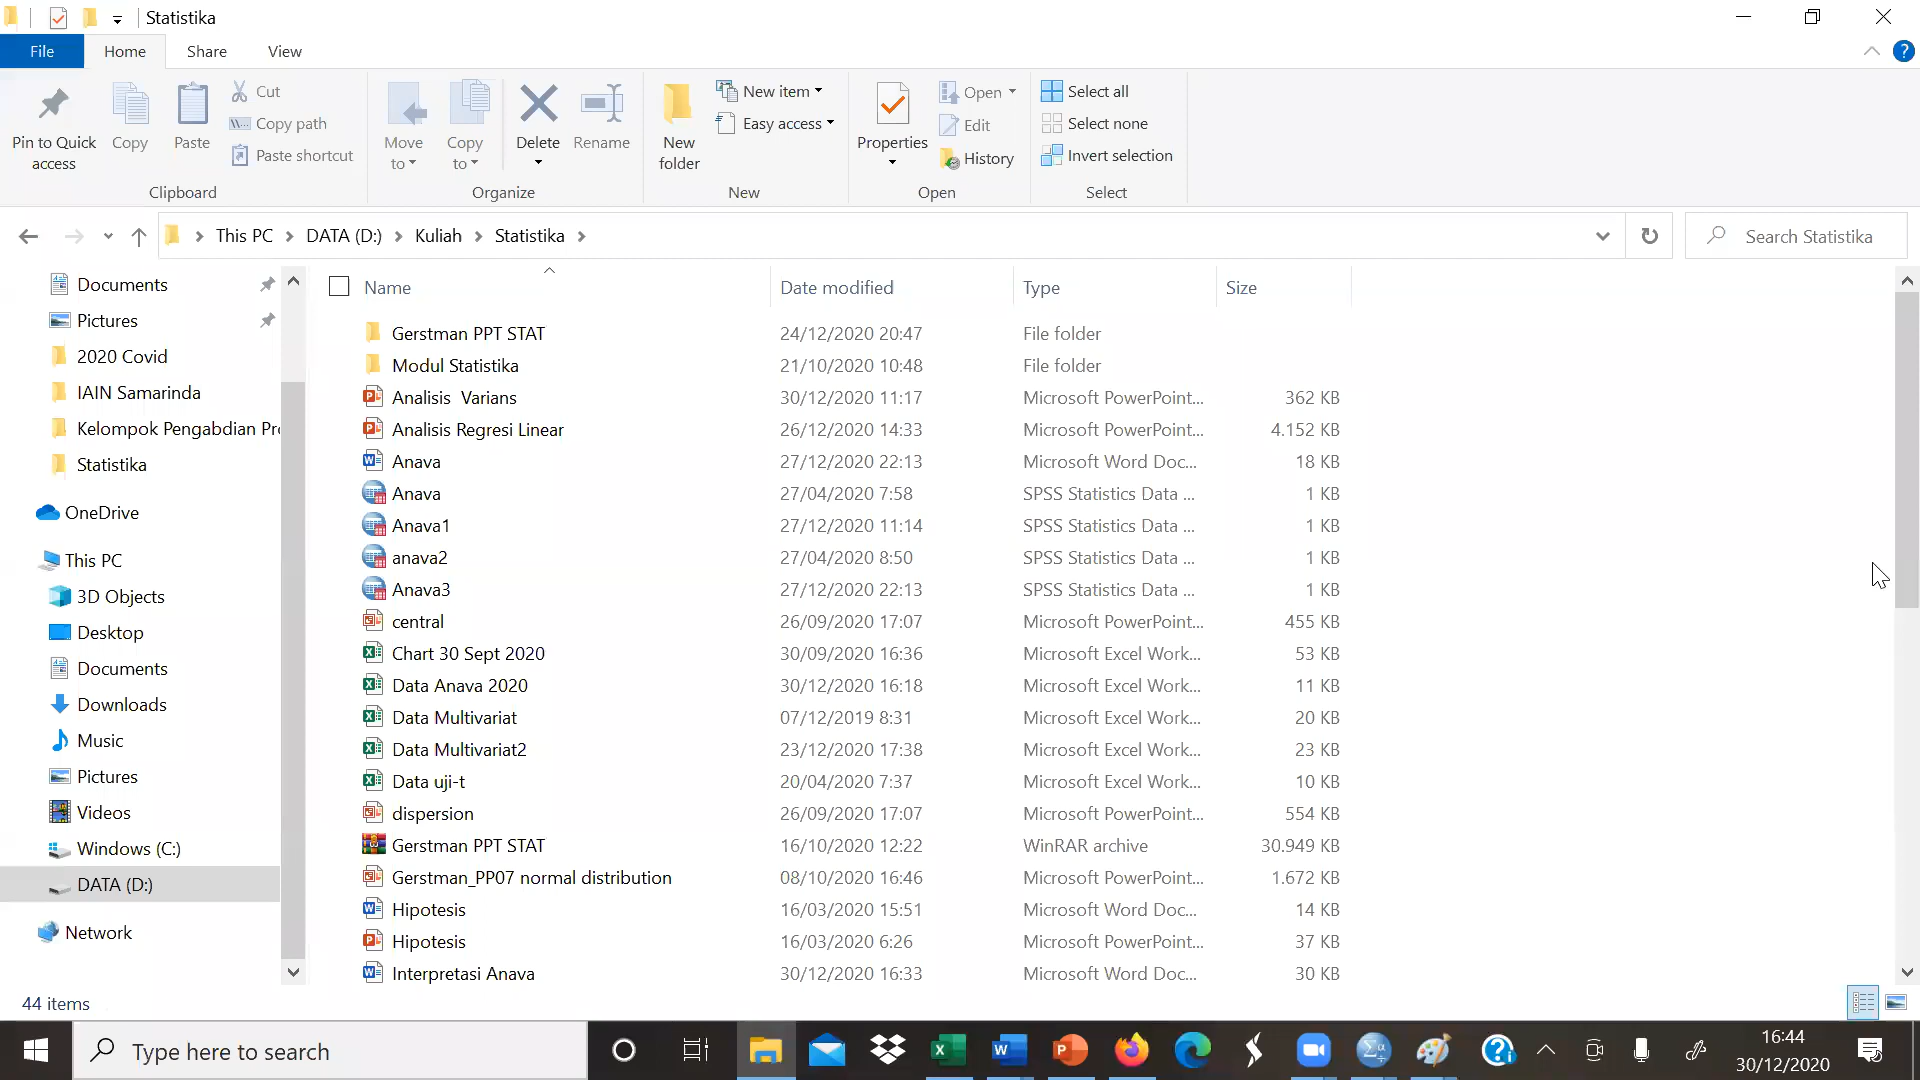 Statistika
File Home Share View
Pin to Quick access
Copy
Paste
Cut
Copy path
Paste shortcut
Clipboard
Move to
Copy to
Delete
Rename
Organize
New folder
New item
Easy access
New
Properties
Open
Edit
History
Open
Select all
Select none
Invert selection
Select
This PC DATA (D:) Kuliah Statistika
Search Statistika
Documents
Pictures
2020 Covid
IAIN Samarinda
Kelompok Pengabdian Pr
Statistika
OneDrive
This PC
3D Objects
Desktop
Documents
Downloads
Music
Pictures
Videos
Windows (C:)
DATA (D:)
Network
Name Date modified Type Size
Gerstman PPT STAT 24/12/2020 20:47 File folder
Modul Statistika 21/10/2020 10:48 File folder
Analisis  Varians 30/12/2020 11:17 Microsoft PowerPoint... 362 KB
Analisis Regresi Linear 26/12/2020 14:33 Microsoft PowerPoint... 4.152 KB
Anava 27/12/2020 22:13 Microsoft Word Doc... 18 KB
Anava 27/04/2020 7:58 SPSS Statistics Data ... 1 KB
Anava1 27/12/2020 11:14 SPSS Statistics Data ... 1 KB
anava2 27/04/2020 8:50 SPSS Statistics Data ... 1 KB
Anava3 27/12/2020 22:13 SPSS Statistics Data ... 1 KB
central 26/09/2020 17:07 Microsoft PowerPoint... 455 KB
Chart 30 Sept 2020 30/09/2020 16:36 Microsoft Excel Work... 53 KB
Data Anava 2020 30/12/2020 16:18 Microsoft Excel Work... 11 KB
Data Multivariat 07/12/2019 8:31 Microsoft Excel Work... 20 KB
Data Multivariat2 23/12/2020 17:38 Microsoft Excel Work... 23 KB
Data uji-t 20/04/2020 7:37 Microsoft Excel Work... 10 KB
dispersion 26/09/2020 17:07 Microsoft PowerPoint... 554 KB
Gerstman PPT STAT 16/10/2020 12:22 WinRAR archive 30.949 KB
Gerstman_PP07 normal distribution 08/10/2020 16:46 Microsoft PowerPoint... 1.672 KB
Hipotesis 16/03/2020 15:51 Microsoft Word Doc... 14 KB
Hipotesis 16/03/2020 6:26 Microsoft PowerPoint... 37 KB
Interpretasi Anava 30/12/2020 16:33 Microsoft Word Doc... 30 KB
44 items
Type here to search
16:44
30/12/2020